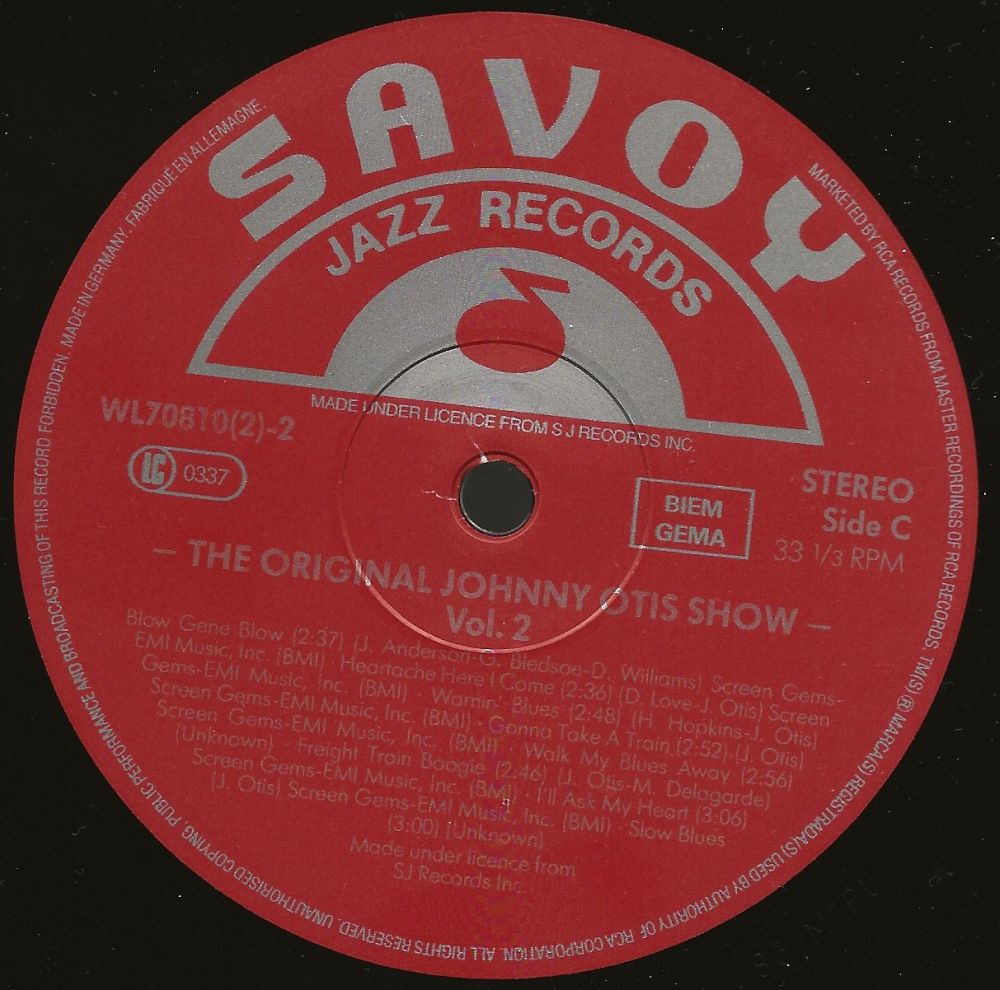 SAVOY
JAZZ RECORDS
MADE UNDER LICENCE FROM S J RECORDS INC.
WL70810(2)-2
LC 0337
BIEM
GEMA
STEREO
Side C
33 1/3 RPM
– THE ORIGINAL JOHNNY OTIS SHOW –
Vol. 2
Blow Gene Blow (2:37) (J. Anderson-G. Bledsoe-D. Williams) Screen Gems-
EMI Music, Inc. (BMI) · Heartache Here I Come (2:36) (D. Love-J. Otis) Screen
Gems-EMI Music, Inc. (BMI) · Wornin' Blues (2:48) (H. Hopkins-J. Otis)
Screen Gems-EMI Music, Inc. (BMI) · Gonna Take A Train (2:52) (J. Otis)
Screen Gems-EMI Music, Inc. (BMI) · Walk My Blues Away (2:56)
(Unknown) · Freight Train Boogie (2:46) (J. Otis-M. Delagarde)
Screen Gems-EMI Music, Inc. (BMI) · I'll Ask My Heart (3:06)
(J. Otis) Screen Gems-EMI Music, Inc. (BMI) · Slow Blues
(3:00) (Unknown)
Made under licence from
SJ Records Inc.
MARKETED BY RCA RECORDS FROM MASTER RECORDINGS OF RCA RECORDS. TM(S) ® MARCA(S) REGISTRADA(S) USED BY AUTHORITY OF RCA CORPORATION. ALL RIGHTS RESERVED. UNAUTHORISED COPYING, PUBLIC PERFORMANCE AND BROADCASTING OF THIS RECORD FORBIDDEN. MADE IN GERMANY. FABRIQUÉ EN ALLEMAGNE.